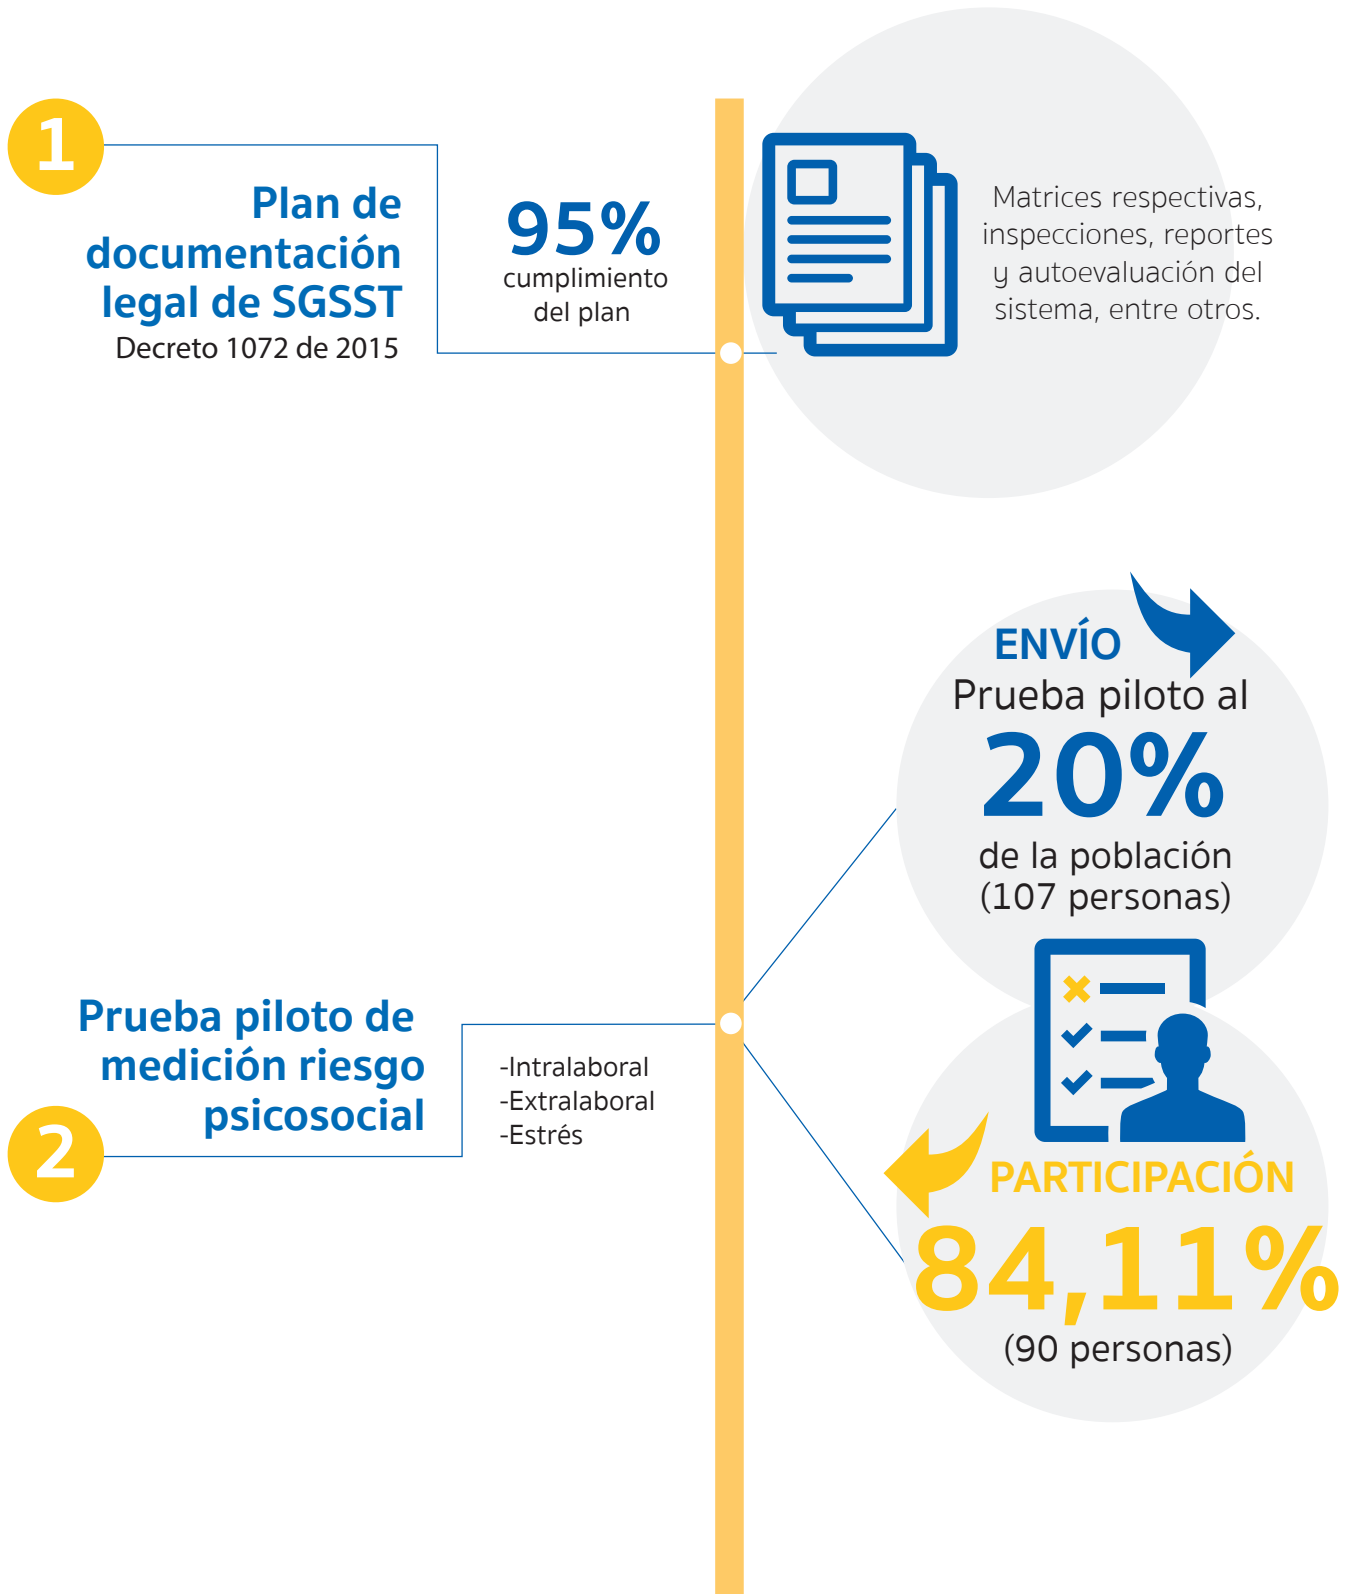 1
Plan de
documentación
legal de SGSST
Decreto 1072 de 2015
95%
cumplimiento
del plan
Matrices respectivas,
inspecciones, reportes
y autoevaluación del
sistema, entre otros.
2
Prueba piloto de
medición riesgo
psicosocial
-Intralaboral
-Extralaboral
-Estrés
ENVÍO
Prueba piloto al
20%
de la población
(107 personas)
PARTICIPACIÓN
84,11%
(90 personas)